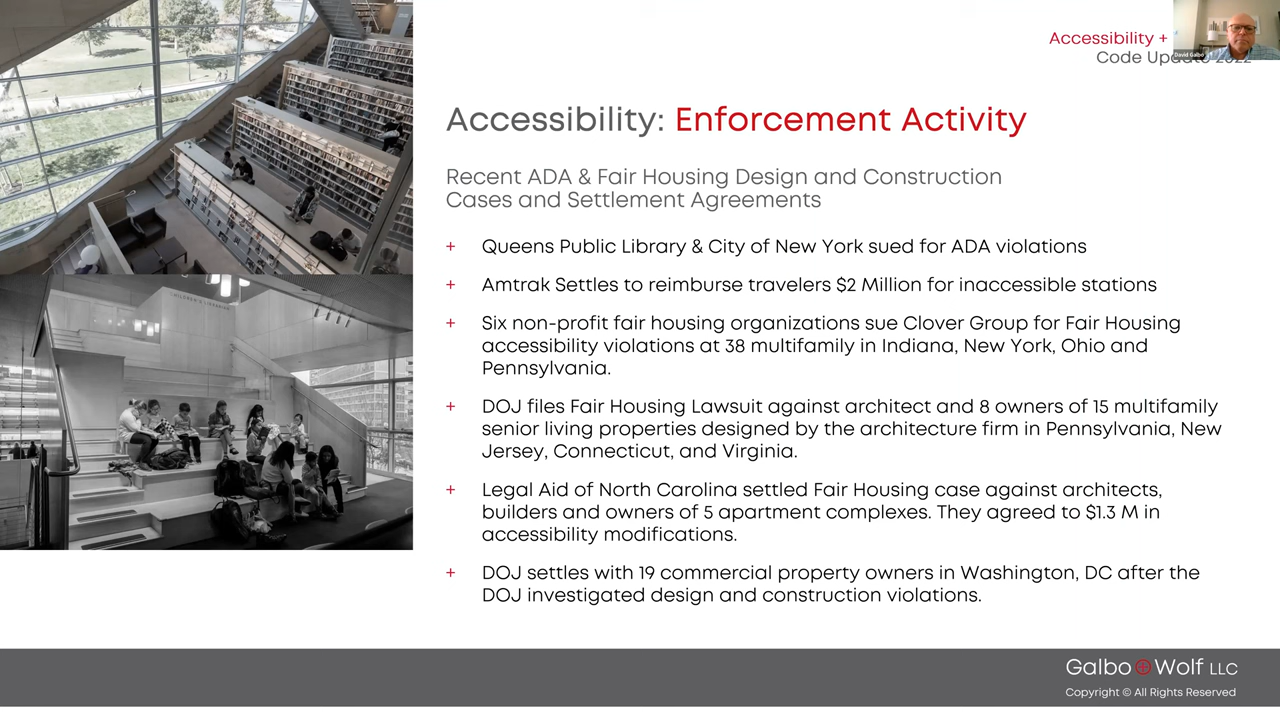 Accessibility +
Code Update 2022
David Galbo
Accessibility: Enforcement Activity
Recent ADA & Fair Housing Design and Construction
Cases and Settlement Agreements
+ Queens Public Library & City of New York sued for ADA violations
+ Amtrak Settles to reimburse travelers $2 Million for inaccessible stations
+ Six non-profit fair housing organizations sue Clover Group for Fair Housing
accessibility violations at 38 multifamily in Indiana, New York, Ohio and
Pennsylvania.
+ DOJ files Fair Housing Lawsuit against architect and 8 owners of 15 multifamily
senior living properties designed by the architecture firm in Pennsylvania, New
Jersey, Connecticut, and Virginia.
+ Legal Aid of North Carolina settled Fair Housing case against architects,
builders and owners of 5 apartment complexes. They agreed to $1.3 M in
accessibility modifications.
+ DOJ settles with 19 commercial property owners in Washington, DC after the
DOJ investigated design and construction violations.
CHILDREN'S LIBRARY
Galbo+Wolf LLC
Copyright © All Rights Reserved